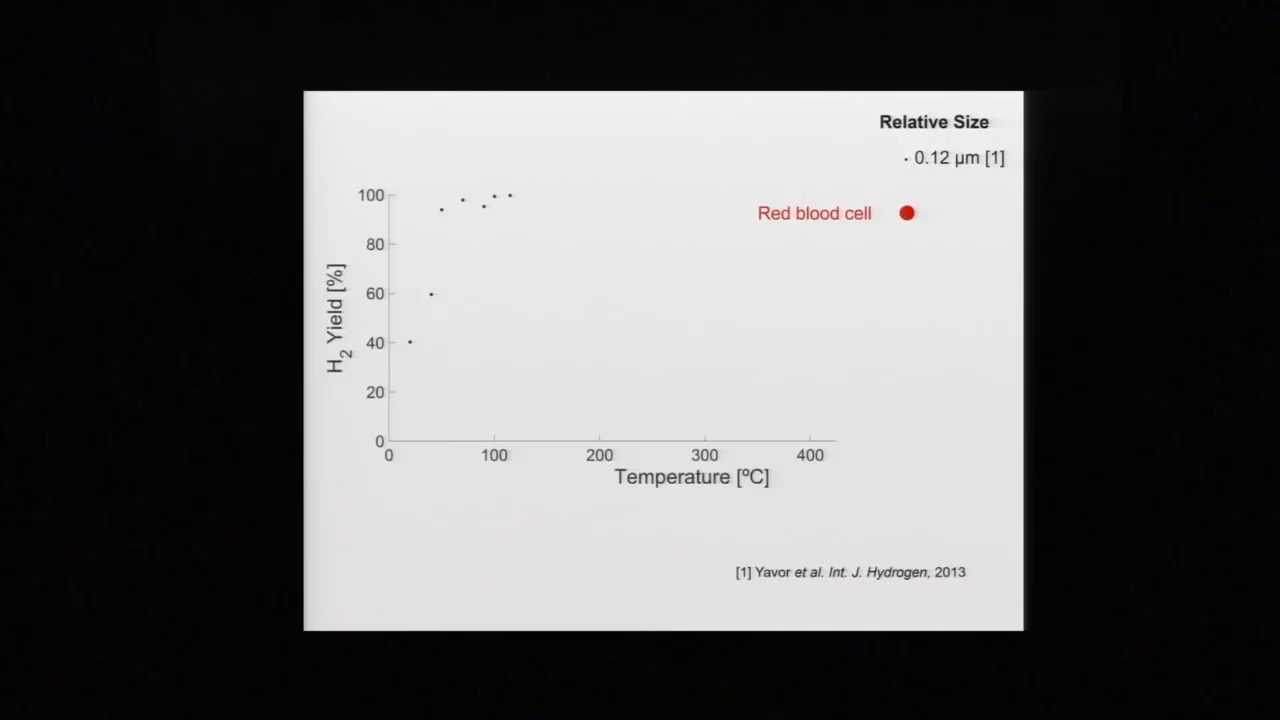 Relative Size
0.12 µm [1]
Red blood cell
100
80
60
40
20
0
H2 Yield [%]
0 100 200 300 400
Temperature [ºC]
[1] Yavor et al. Int. J. Hydrogen, 2013